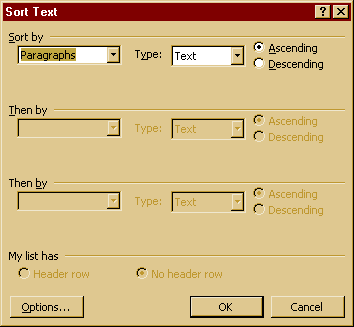 Sort Text
Sort by
Paragraphs Type: Text Ascending
Descending
Then by
Type: Text Ascending
Descending
Then by
Type: Text Ascending
Descending
My list has
Header row No header row
Options... OK Cancel